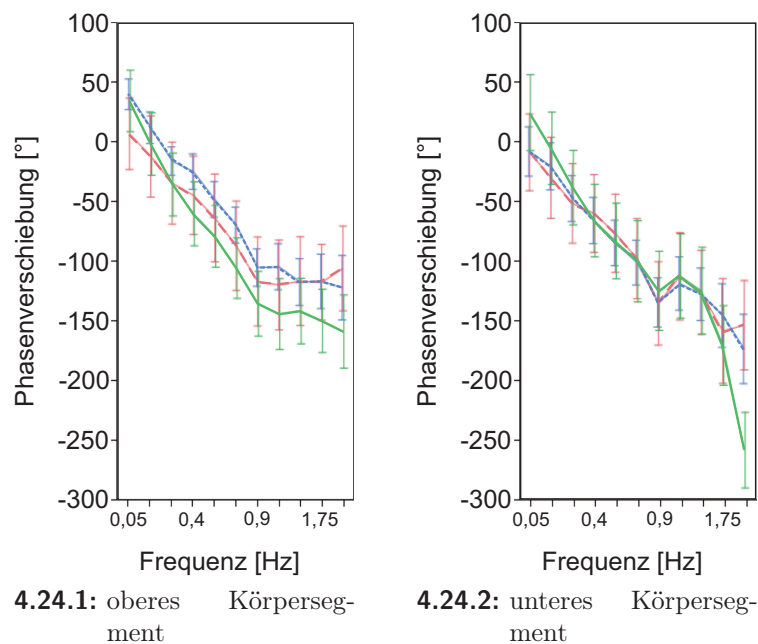 100
50
0
-50
-100
-150
-200
-250
-300
Phasenverschiebung [°]
0,05 0,4 0,9 1,75
Frequenz [Hz]
4.24.1: oberes Körperseg-
ment
100
50
0
-50
-100
-150
-200
-250
-300
Phasenverschiebung [°]
0,05 0,4 0,9 1,75
Frequenz [Hz]
4.24.2: unteres Körperseg-
ment